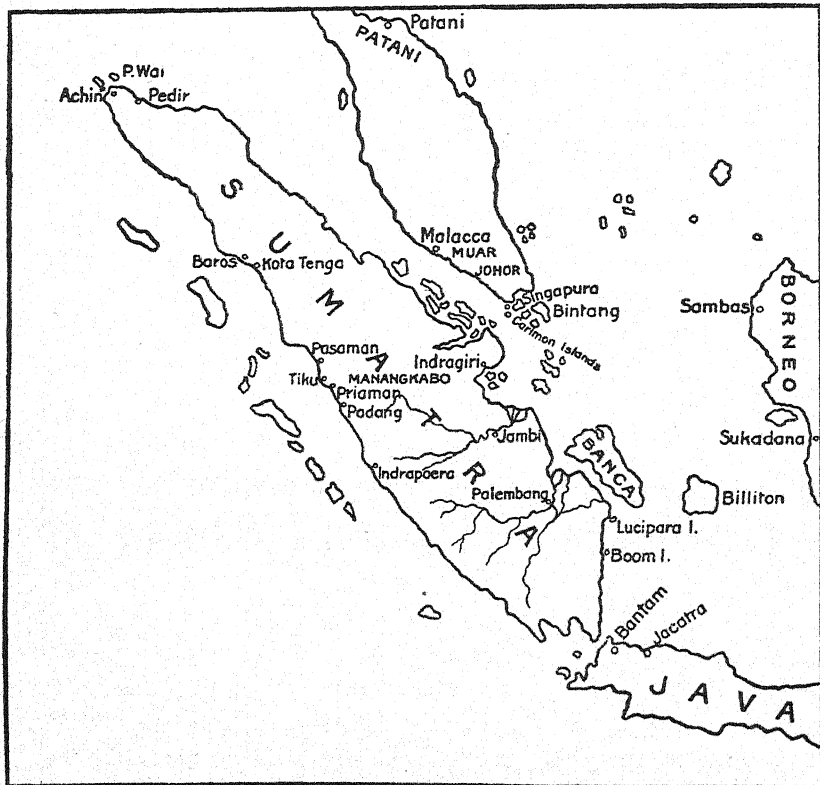 Patani
PATANI
P. Wai
Achin
Pedir
SUMATRA
Malacca
MUAR
JOHOR
Baros
Kota Tenga
Singapura
Bintang
Carimon Islands
Sambas
BORNEO
Pasaman
Indragiri
Tiku
MANANGKABO
Priaman
Padang
Jambi
BANCA
Sukadana
Indrapoera
Palembang
Billiton
Lucipara I.
Boom I.
Bantam
Jacatra
JAVA